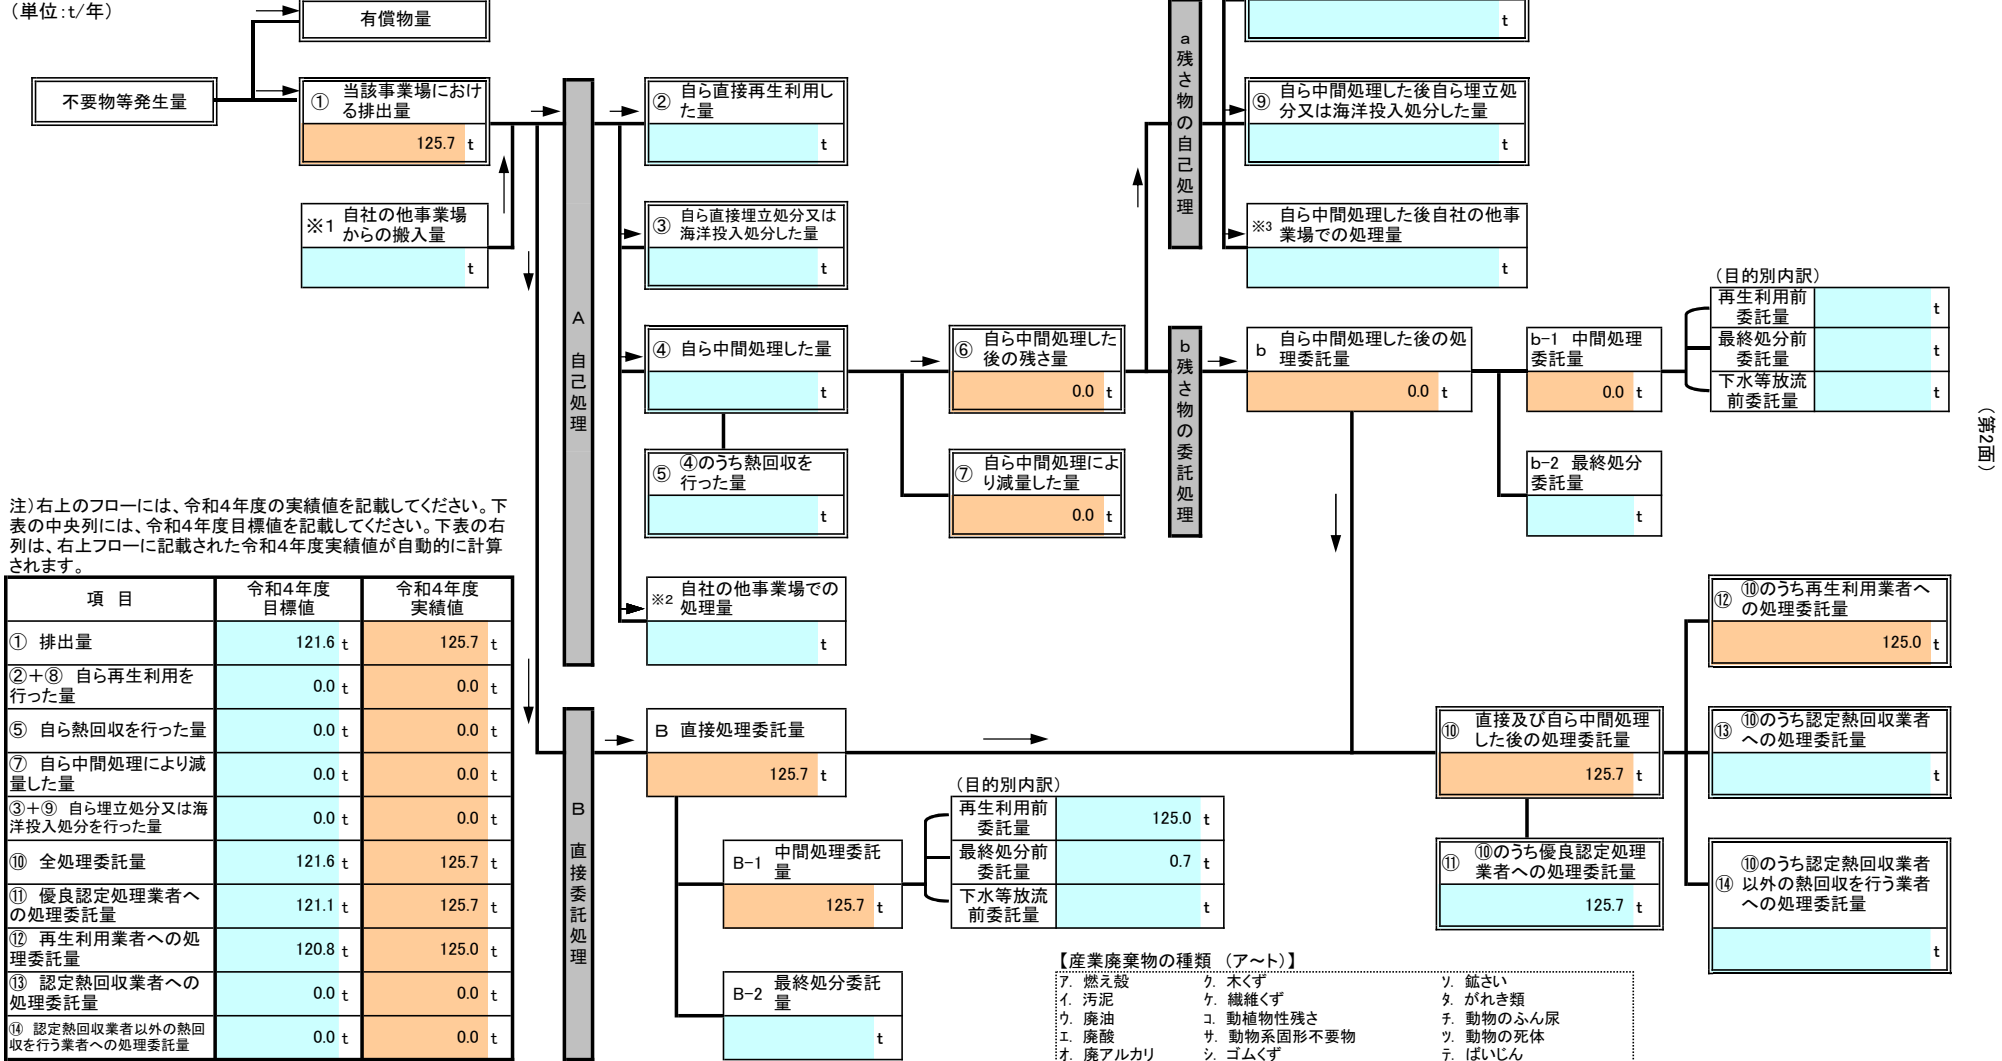 (単位:t/年)
有償物量
不要物等発生量
① 当該事業場におけ
る排出量
125.7 t
※1 自社の他事業場
からの搬入量
t
A
自己処理
② 自ら直接再生利用し
た量
t
③ 自ら直接埋立処分又は
海洋投入処分した量
t
④ 自ら中間処理した量
t
⑤ ④のうち熱回収を
行った量
t
※2 自社の他事業場での
処理量
t
⑥ 自ら中間処理した
後の残さ量
0.0 t
⑦ 自ら中間処理によ
り減量した量
0.0 t
a
残さ物の自己処理
t
⑨ 自ら中間処理した後自ら埋立処
分又は海洋投入処分した量
t
※3 自ら中間処理した後自社の他事
業場での処理量
t
b
残さ物の委託処理
b 自ら中間処理した後の処
理委託量
0.0 t
b-1 中間処理
委託量
0.0 t
b-2 最終処分
委託量
t
(目的別内訳)
再生利用前
委託量 t
最終処分前
委託量 t
下水等放流
前委託量 t
(第2面)
注)右上のフローには、令和4年度の実績値を記載してください。下
表の中央列には、令和4年度目標値を記載してください。下表の右
列は、右上フローに記載された令和4年度実績値が自動的に計算
されます。
項 目 令和4年度 令和4年度
目標値 実績値
① 排出量 121.6 t 125.7 t
②+⑧ 自ら再生利用を
行った量 0.0 t 0.0 t
⑤ 自ら熱回収を行った量 0.0 t 0.0 t
⑦ 自ら中間処理により減
量した量 0.0 t 0.0 t
③+⑨ 自ら埋立処分又は海
洋投入処分を行った量 0.0 t 0.0 t
⑩ 全処理委託量 121.6 t 125.7 t
⑪ 優良認定処理業者へ
の処理委託量 121.1 t 125.7 t
⑫ 再生利用業者への処
理委託量 120.8 t 125.0 t
⑬ 認定熱回収業者への
処理委託量 0.0 t 0.0 t
⑭ 認定熱回収業者以外の熱回
収を行う業者への処理委託量 0.0 t 0.0 t
B
直接委託処理
B 直接処理委託量
125.7 t
B-1 中間処理委託
量
125.7 t
B-2 最終処分委託
量
t
(目的別内訳)
再生利用前
委託量 125.0 t
最終処分前
委託量 0.7 t
下水等放流
前委託量 t
⑩ 直接及び自ら中間処理
した後の処理委託量
125.7 t
⑪ ⑩のうち優良認定処理
業者への処理委託量
125.7 t
⑫ ⑩のうち再生利用業者へ
の処理委託量
125.0 t
⑬ ⑩のうち認定熱回収業者
への処理委託量
t
⑭ ⑩のうち認定熱回収業者
以外の熱回収を行う業者
への処理委託量
t
【産業廃棄物の種類 (ア~ト)】
ア. 燃え殻 ク. 木くず ソ. 鉱さい
イ. 汚泥 ケ. 繊維くず タ. がれき類
ウ. 廃油 コ. 動植物性残さ チ. 動物のふん尿
エ. 廃酸 サ. 動物系固形不要物 ツ. 動物の死体
オ. 廃アルカリ シ. ゴムくず テ. ばいじん